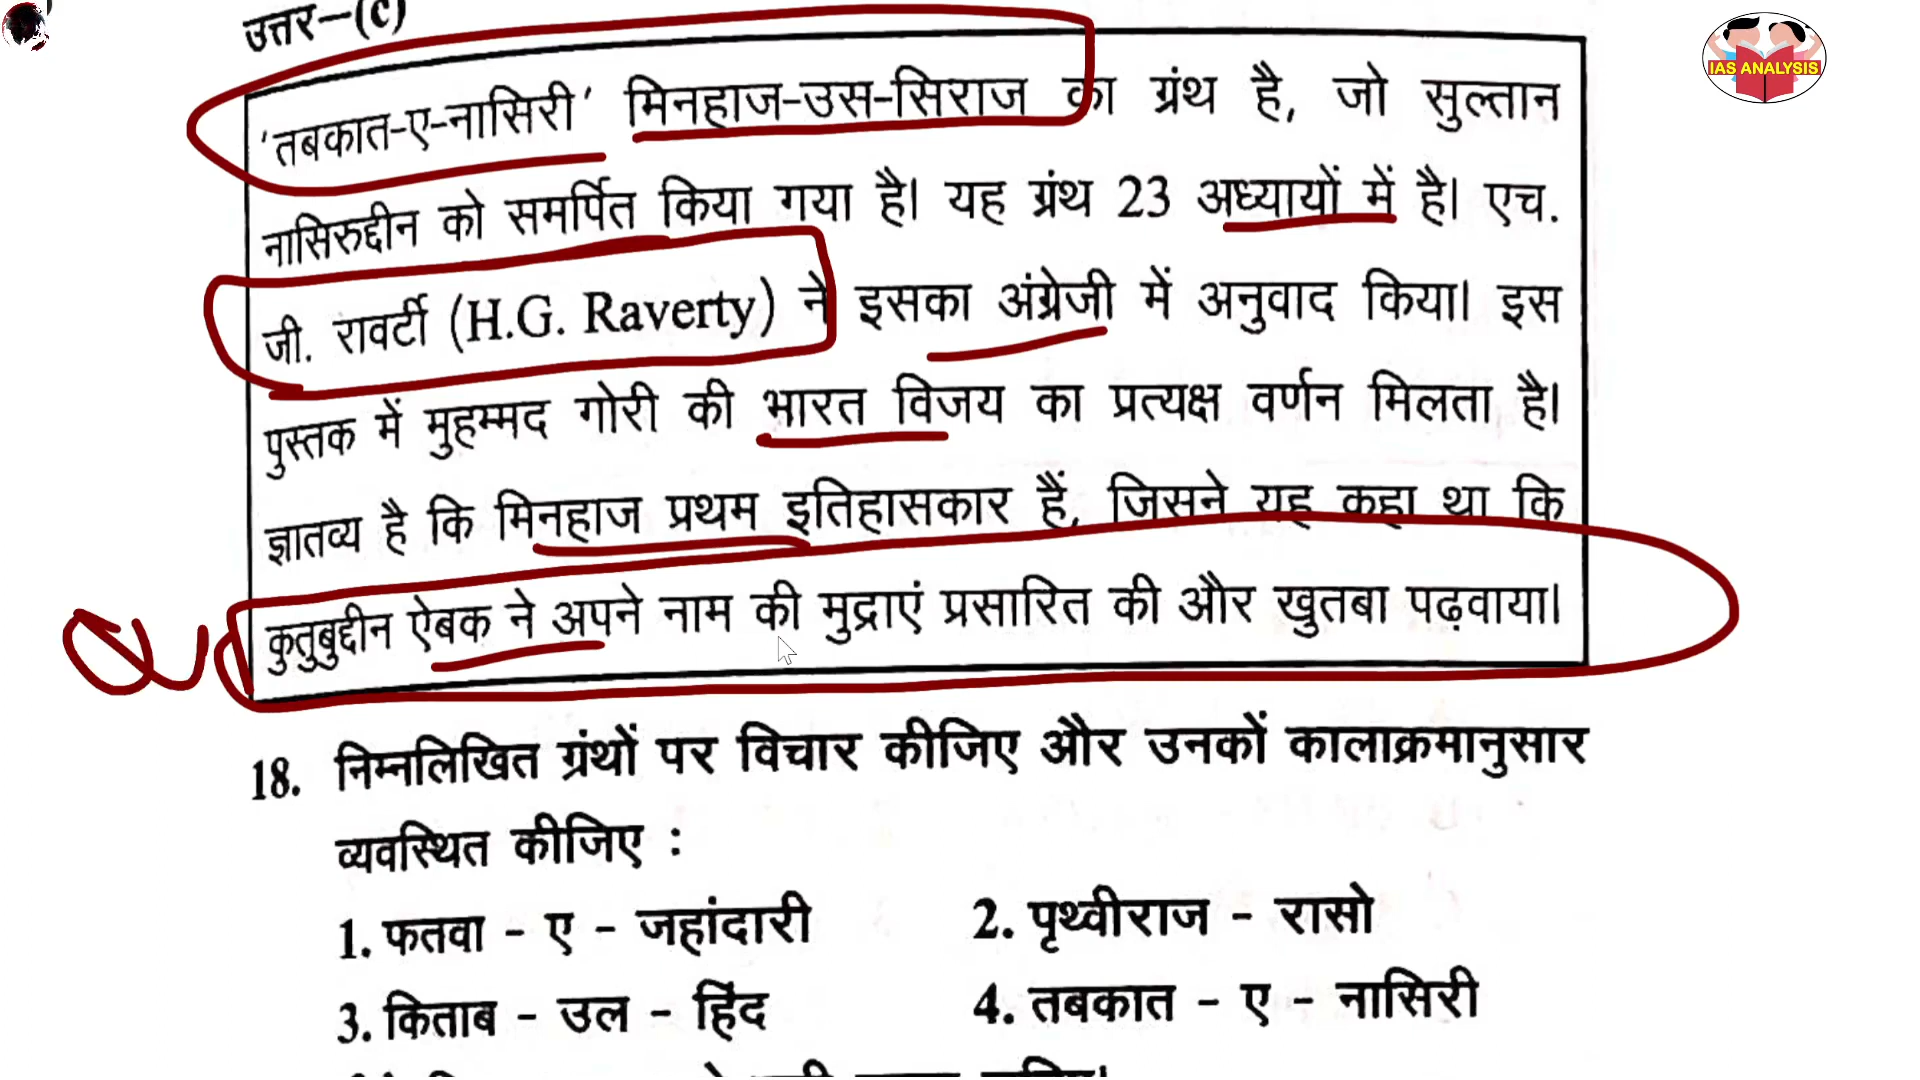 उत्तर–(c)
IAS ANALYSIS
'तबकात-ए-नासिरी' मिनहाज-उस-सिराज का ग्रंथ है, जो सुल्तान
नासिरुद्दीन को समर्पित किया गया है। यह ग्रंथ 23 अध्यायों में है। एच.
जी. रावर्टी (H.G. Raverty) ने इसका अंग्रेजी में अनुवाद किया। इस
पुस्तक में मुहम्मद गोरी की भारत विजय का प्रत्यक्ष वर्णन मिलता है।
ज्ञातव्य है कि मिनहाज प्रथम इतिहासकार हैं, जिसने यह कहा था कि
कुतुबुद्दीन ऐबक ने अपने नाम की मुद्राएं प्रसारित की और खुतबा पढ़वाया।
18. निम्नलिखित ग्रंथों पर विचार कीजिए और उनकों कालाक्रमानुसार
व्यवस्थित कीजिए :
1. फतवा - ए - जहांदारी 2. पृथ्वीराज - रासो
3. किताब - उल - हिंद 4. तबकात - ए - नासिरी